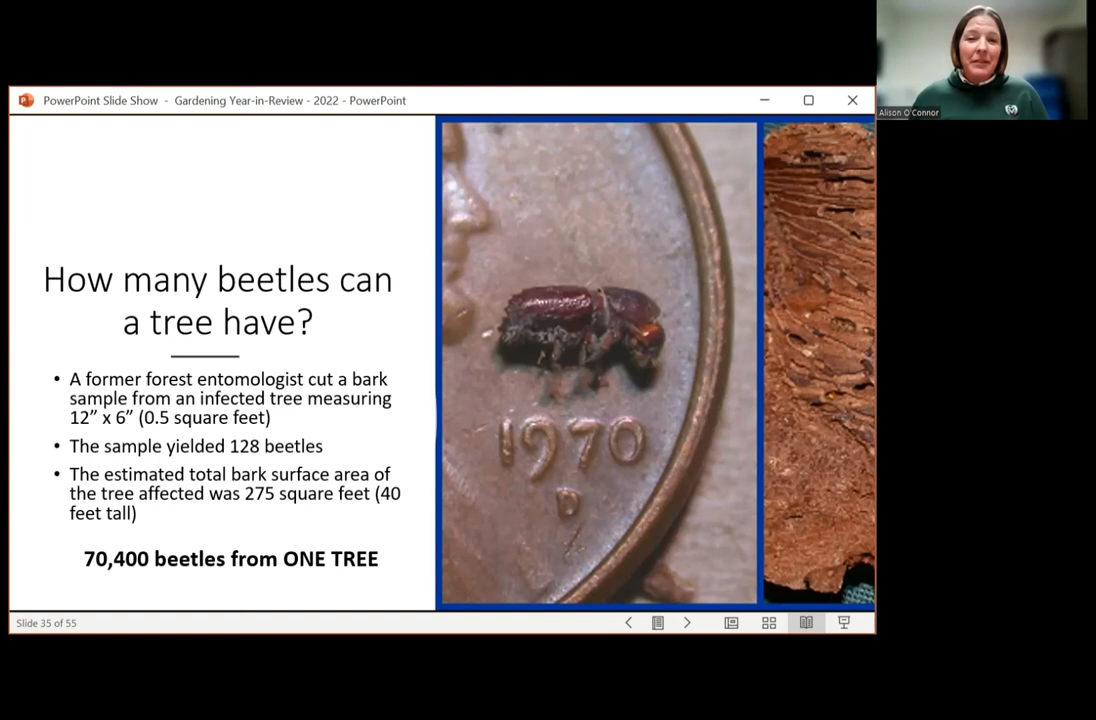 Alison O'Connor
PowerPoint Slide Show - Gardening Year-in-Review - 2022 - PowerPoint
How many beetles can
a tree have?
• A former forest entomologist cut a bark
sample from an infected tree measuring
12” x 6” (0.5 square feet)
• The sample yielded 128 beetles
• The estimated total bark surface area of
the tree affected was 275 square feet (40
feet tall)
70,400 beetles from ONE TREE
1970
D
Slide 35 of 55